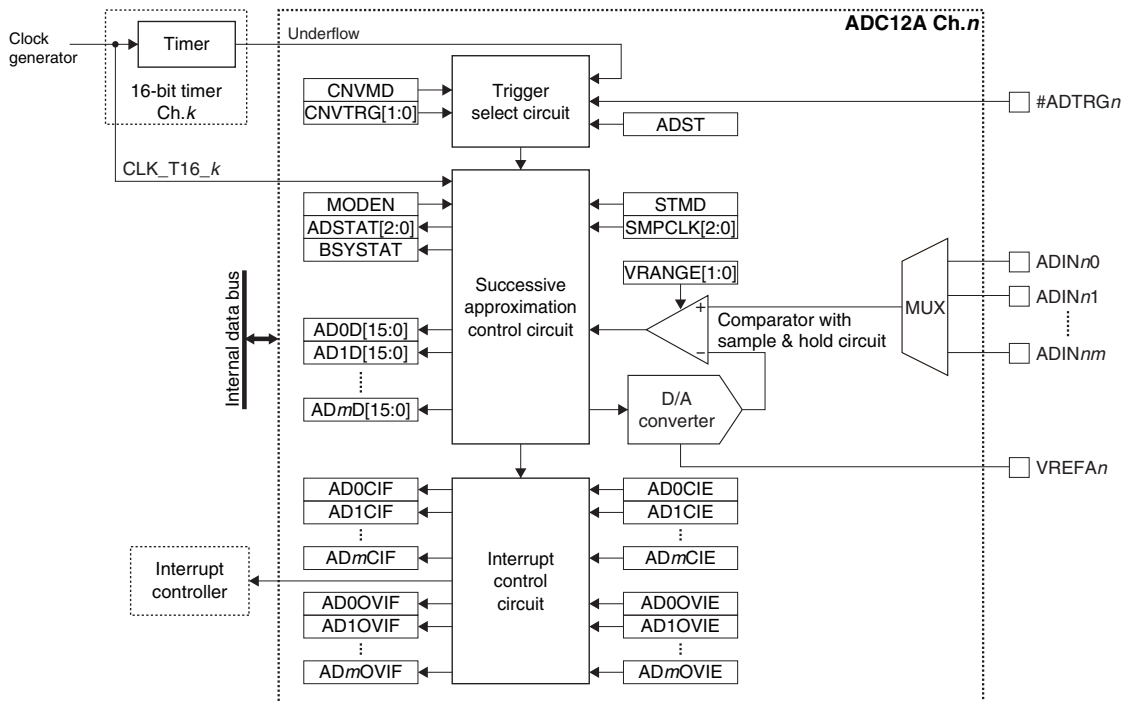 ADC12A Ch.n
Clock
generator
Timer
16-bit timer
Ch.k
Underflow
CLK_T16_k
CNVMD
CNVTRG[1:0]
Trigger
select circuit
ADST
#ADTRGn
MODEN
ADSTAT[2:0]
BSYSTAT
STMD
SMPCLK[2:0]
Successive
approximation
control circuit
VRANGE[1:0]
+
−
Comparator with
sample & hold circuit
MUX
ADINn0
ADINn1
ADINnm
Internal data bus
AD0D[15:0]
AD1D[15:0]
ADmD[15:0]
D/A
converter
VREFAn
AD0CIF
AD1CIF
ADmCIF
AD0CIE
AD1CIE
ADmCIE
Interrupt
control
circuit
Interrupt
controller
AD0OVIF
AD1OVIF
ADmOVIF
AD0OVIE
AD1OVIE
ADmOVIE